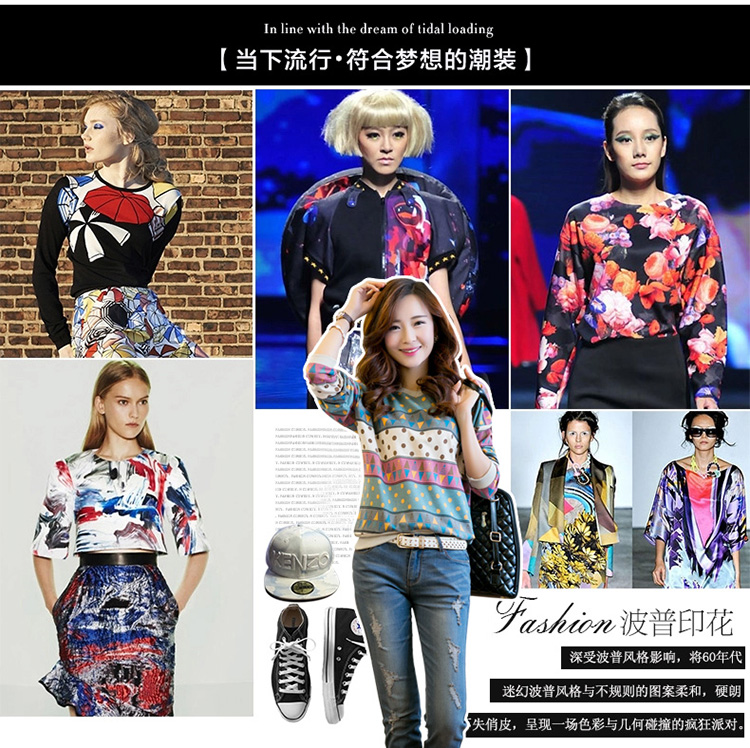 In line with the dream of tidal loading
【当下流行·符合梦想的潮装】
KENZO
Fashion 波普印花
深受波普风格影响，将60年代
迷幻波普风格与不规则的图案柔和，硬朗
失俏皮，呈现一场色彩与几何碰撞的疯狂派对。